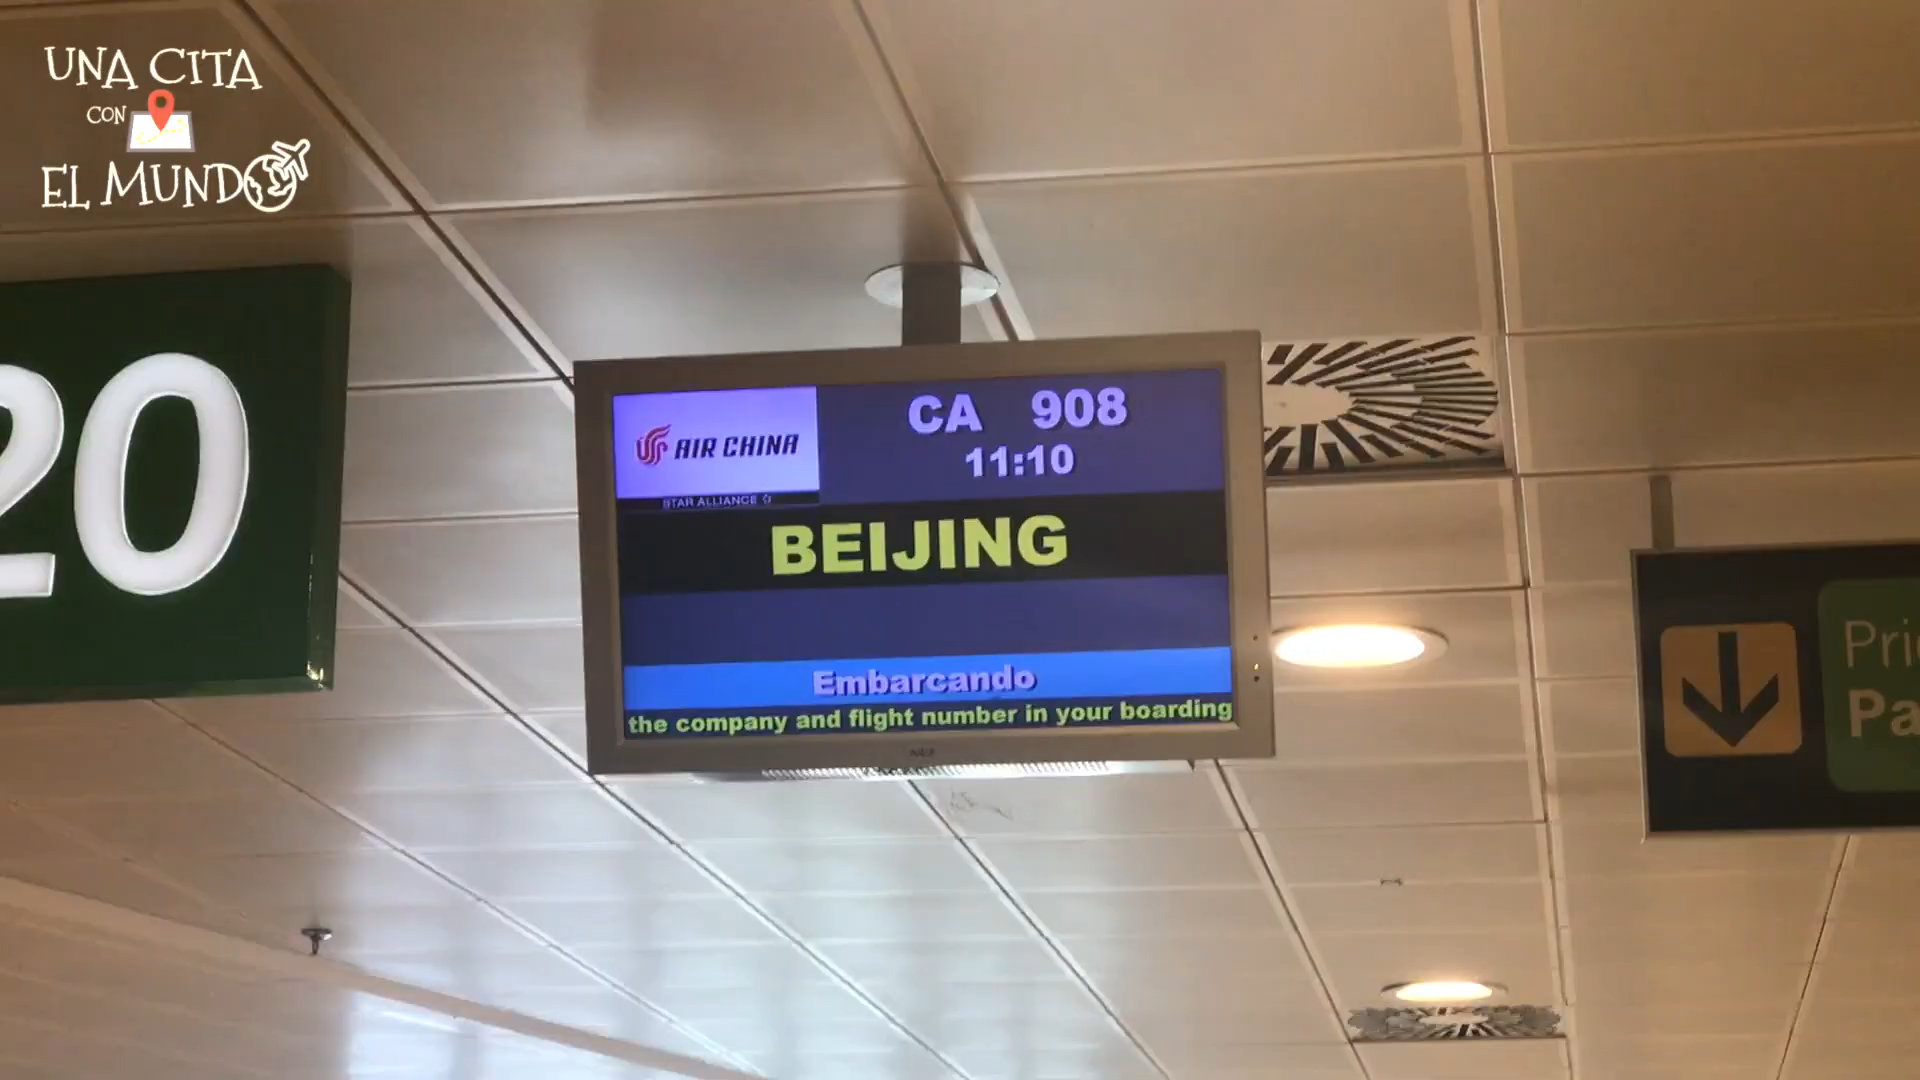 UNA CITA
CON
EL MUNDO
20
AIR CHINA
STAR ALLIANCE
CA 908
11:10
BEIJING
Embarcando
the company and flight number in your boarding
NEC